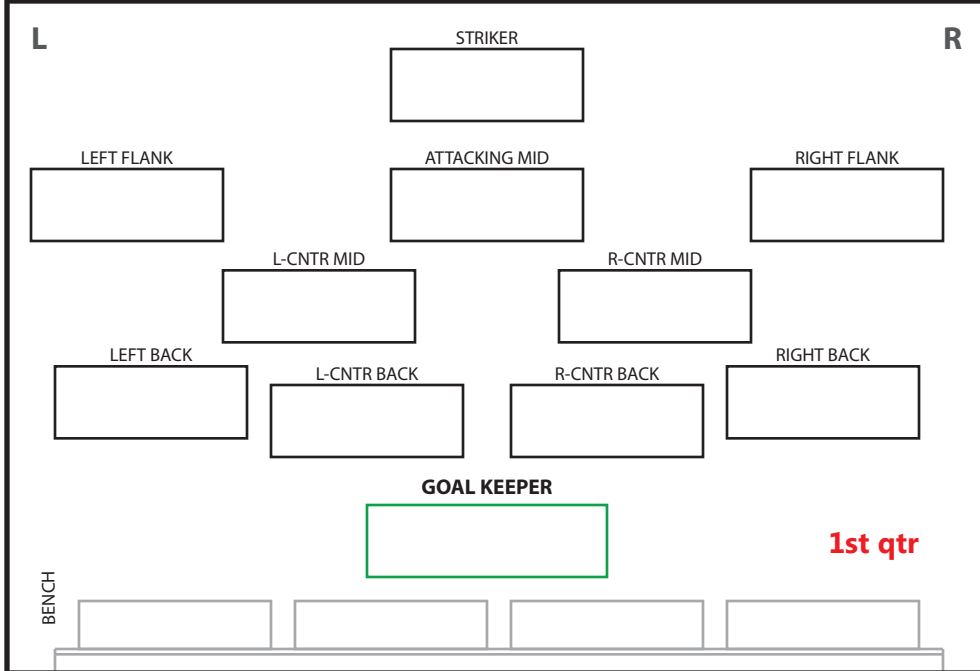 L
R
STRIKER
LEFT FLANK
ATTACKING MID
RIGHT FLANK
L-CNTR MID
R-CNTR MID
LEFT BACK
RIGHT BACK
L-CNTR BACK
R-CNTR BACK
GOAL KEEPER
1st qtr
BENCH